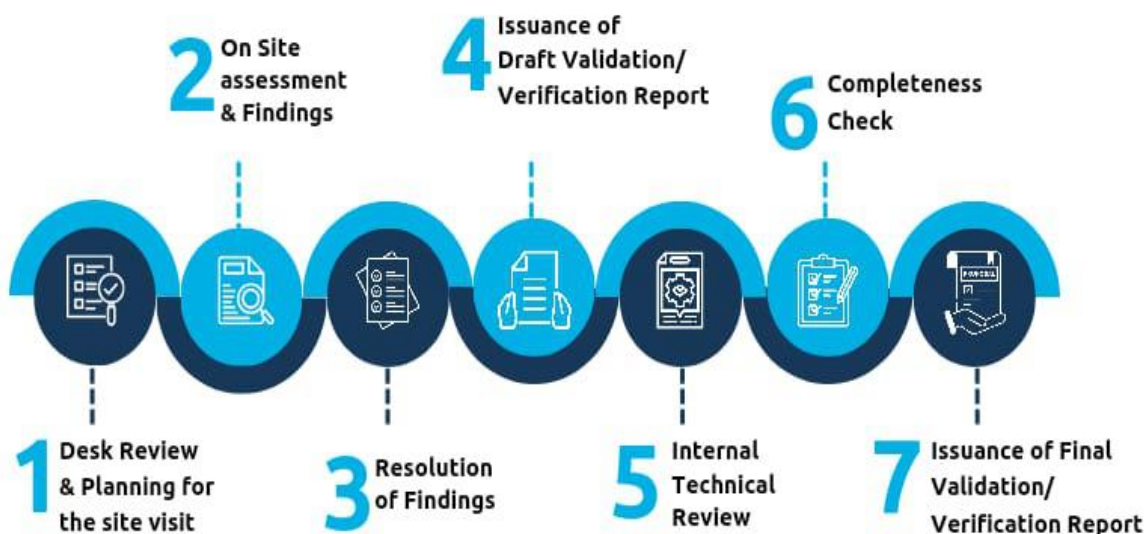 1
Desk Review
& Planning for
the site visit
2
On Site
assessment
& Findings
3
Resolution
of Findings
4
Issuance of
Draft Validation/
Verification Report
5
Internal
Technical
Review
6
Completeness
Check
7
Issuance of Final
Validation/
Verification Report
PROPOSAL